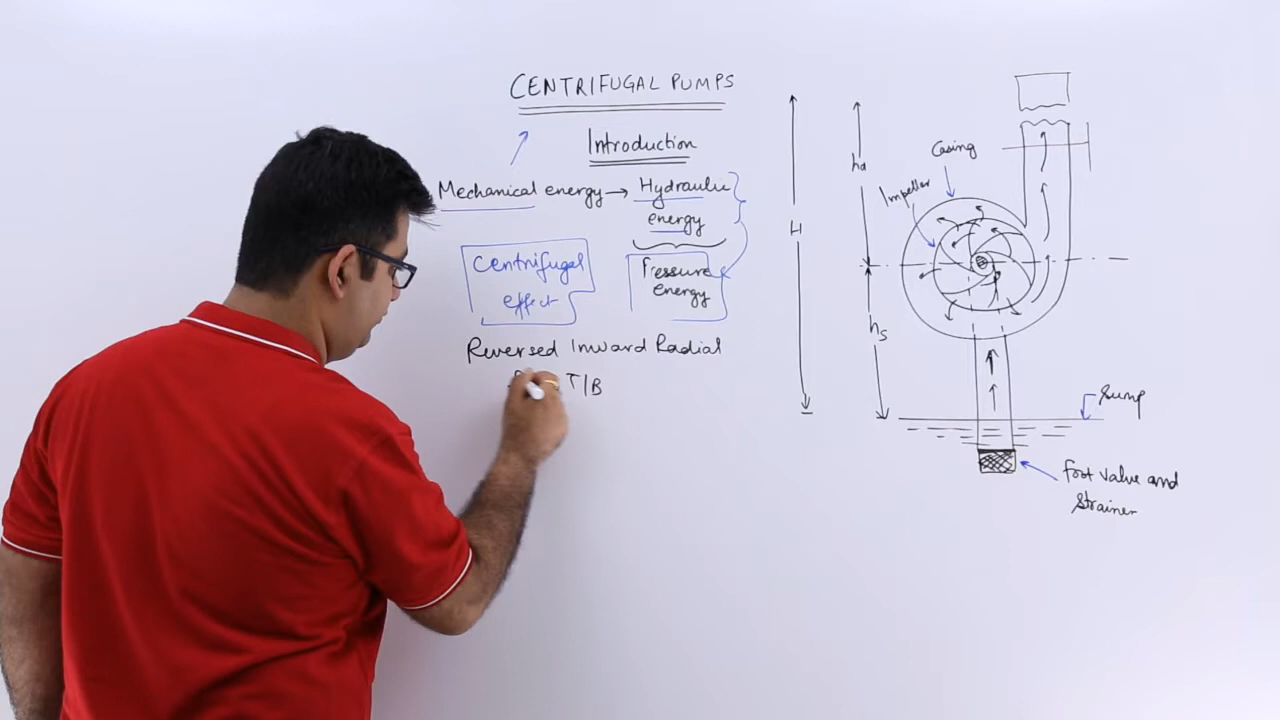 CENTRIFUGAL PUMPS
Introduction
Mechanical energy → Hydraulic
energy
Centrifugal
effect
Pressure
energy
Reversed Inward Radial
T/B
H
hd
hs
Casing
Impeller
Sump
foot valve and
strainer